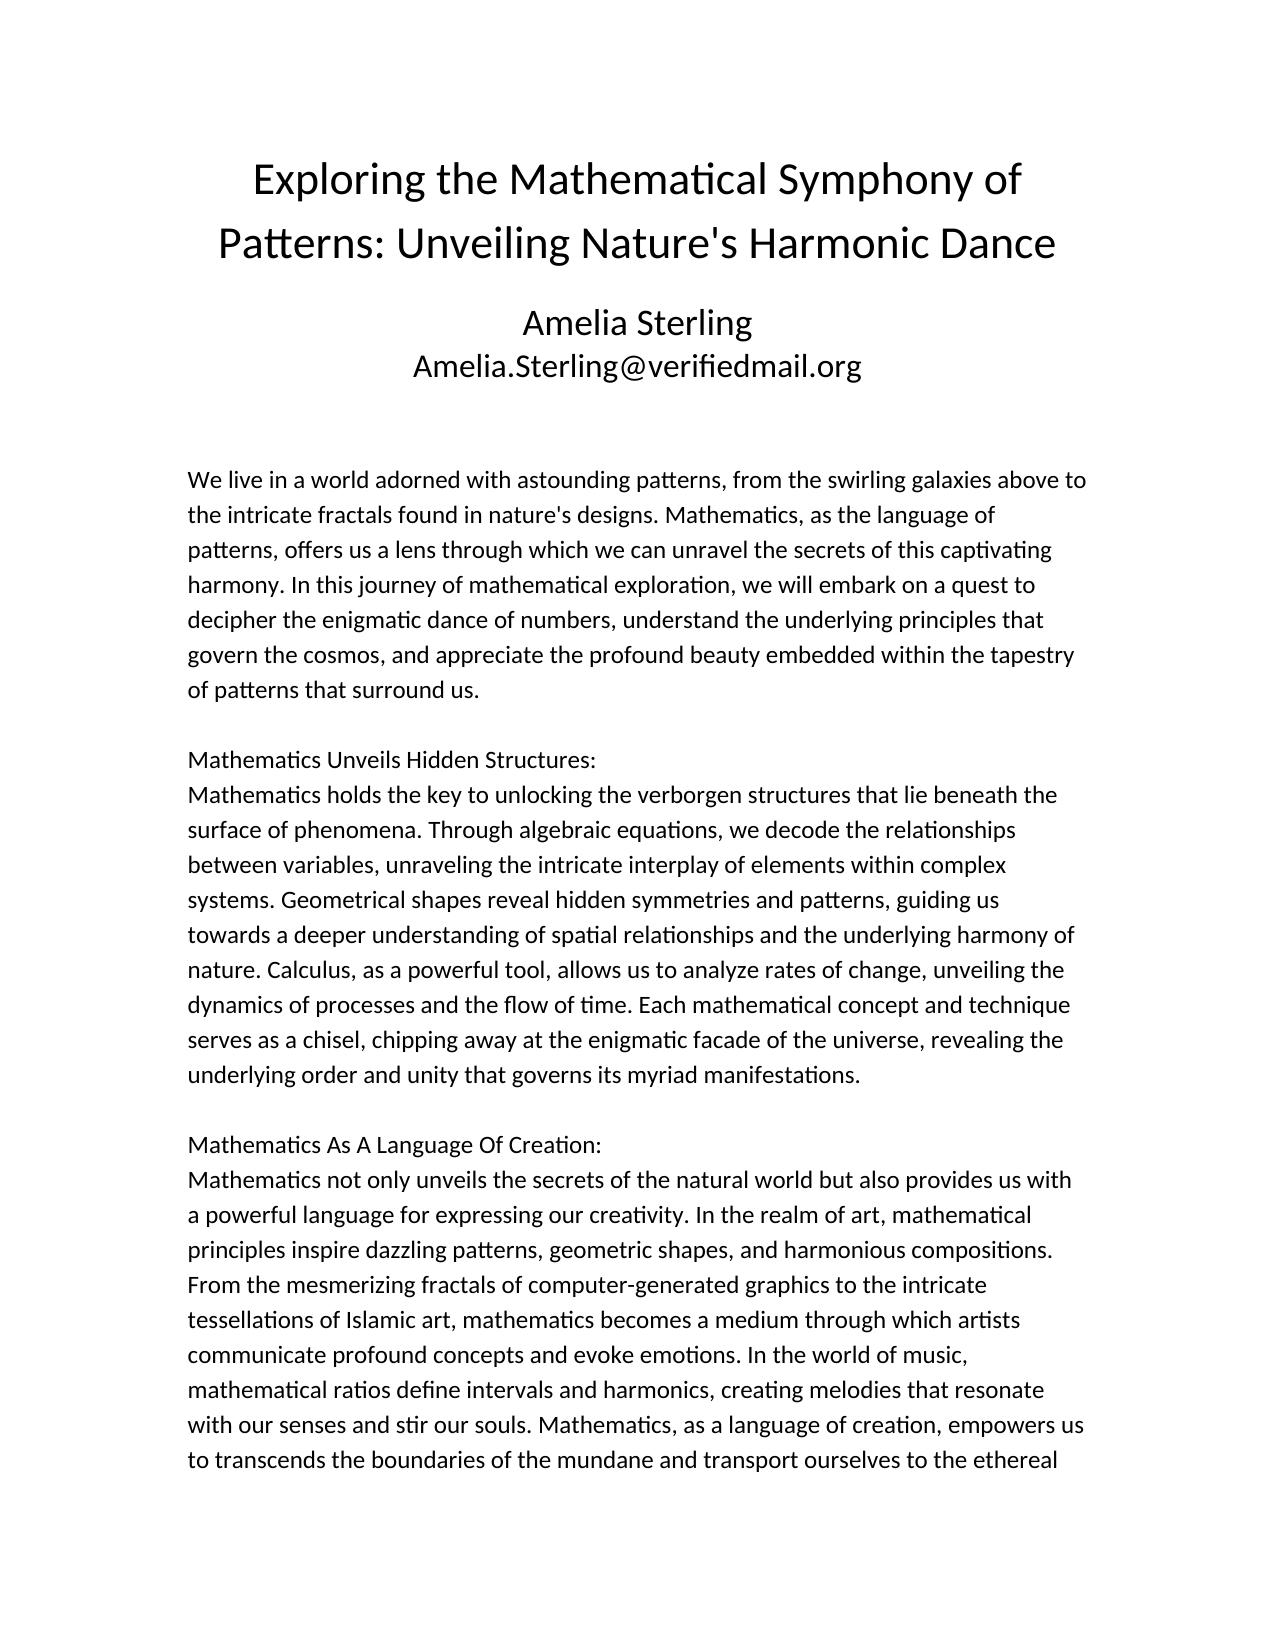 Exploring the Mathematical Symphony of
Patterns: Unveiling Nature's Harmonic Dance
Amelia Sterling
Amelia.Sterling@verifiedmail.org
We live in a world adorned with astounding patterns, from the swirling galaxies above to
the intricate fractals found in nature's designs. Mathematics, as the language of
patterns, offers us a lens through which we can unravel the secrets of this captivating
harmony. In this journey of mathematical exploration, we will embark on a quest to
decipher the enigmatic dance of numbers, understand the underlying principles that
govern the cosmos, and appreciate the profound beauty embedded within the tapestry
of patterns that surround us.
Mathematics Unveils Hidden Structures:
Mathematics holds the key to unlocking the verborgen structures that lie beneath the
surface of phenomena. Through algebraic equations, we decode the relationships
between variables, unraveling the intricate interplay of elements within complex
systems. Geometrical shapes reveal hidden symmetries and patterns, guiding us
towards a deeper understanding of spatial relationships and the underlying harmony of
nature. Calculus, as a powerful tool, allows us to analyze rates of change, unveiling the
dynamics of processes and the flow of time. Each mathematical concept and technique
serves as a chisel, chipping away at the enigmatic facade of the universe, revealing the
underlying order and unity that governs its myriad manifestations.
Mathematics As A Language Of Creation:
Mathematics not only unveils the secrets of the natural world but also provides us with
a powerful language for expressing our creativity. In the realm of art, mathematical
principles inspire dazzling patterns, geometric shapes, and harmonious compositions.
From the mesmerizing fractals of computer-generated graphics to the intricate
tessellations of Islamic art, mathematics becomes a medium through which artists
communicate profound concepts and evoke emotions. In the world of music,
mathematical ratios define intervals and harmonics, creating melodies that resonate
with our senses and stir our souls. Mathematics, as a language of creation, empowers us
to transcends the boundaries of the mundane and transport ourselves to the ethereal